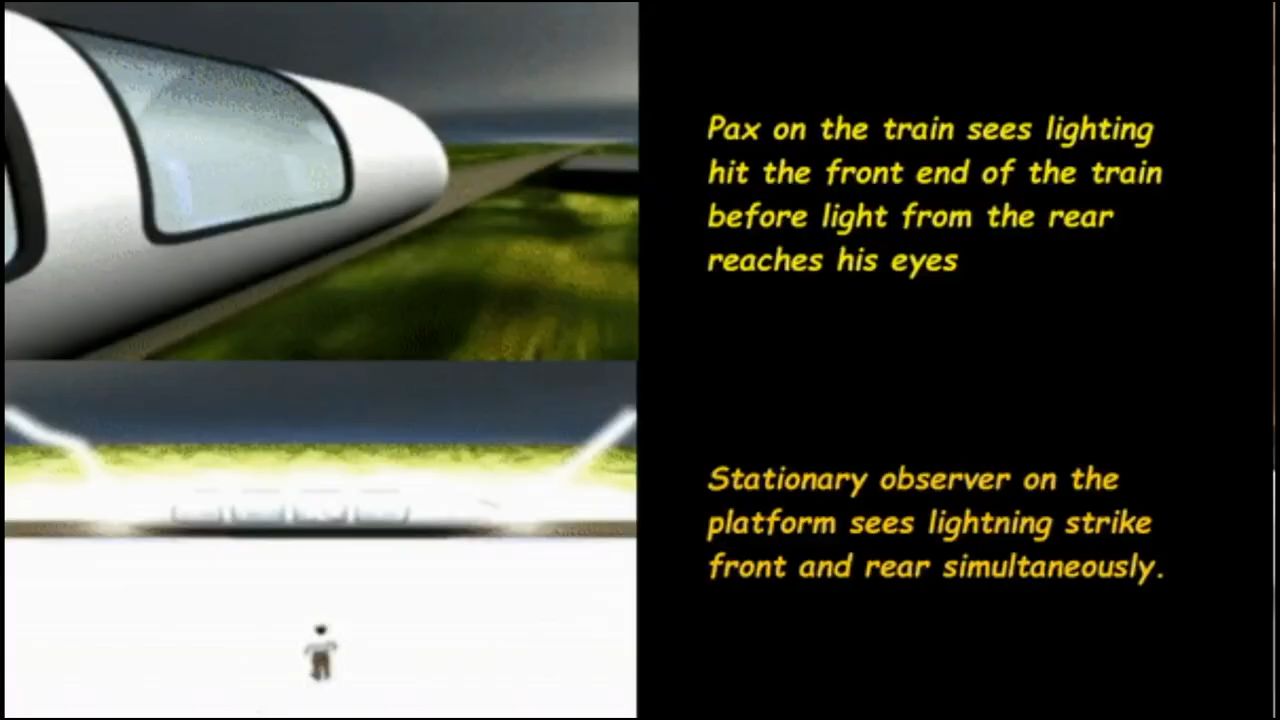 Pax on the train sees lighting
hit the front end of the train
before light from the rear
reaches his eyes
Stationary observer on the
platform sees lightning strike
front and rear simultaneously.